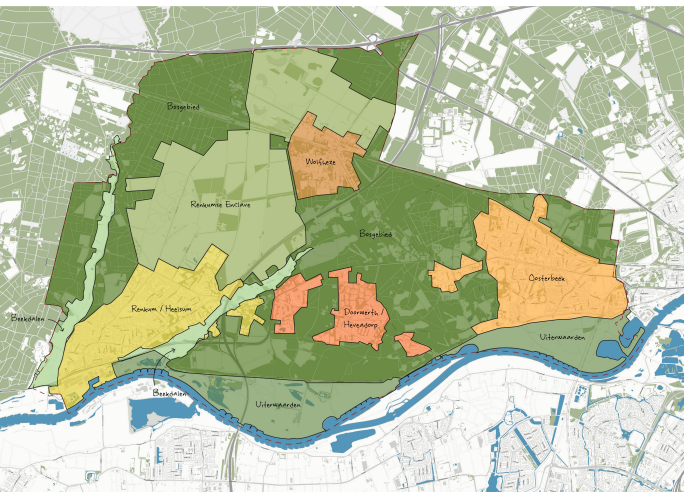 Bosgebied
Wolfheze
Renkumse Enclave
Bosgebied
Oosterbeek
Renkum / Heelsum
Doorwerth /
Heveadorp
Beekdalen
Uiterwaarden
Beekdalen
Uiterwaarden